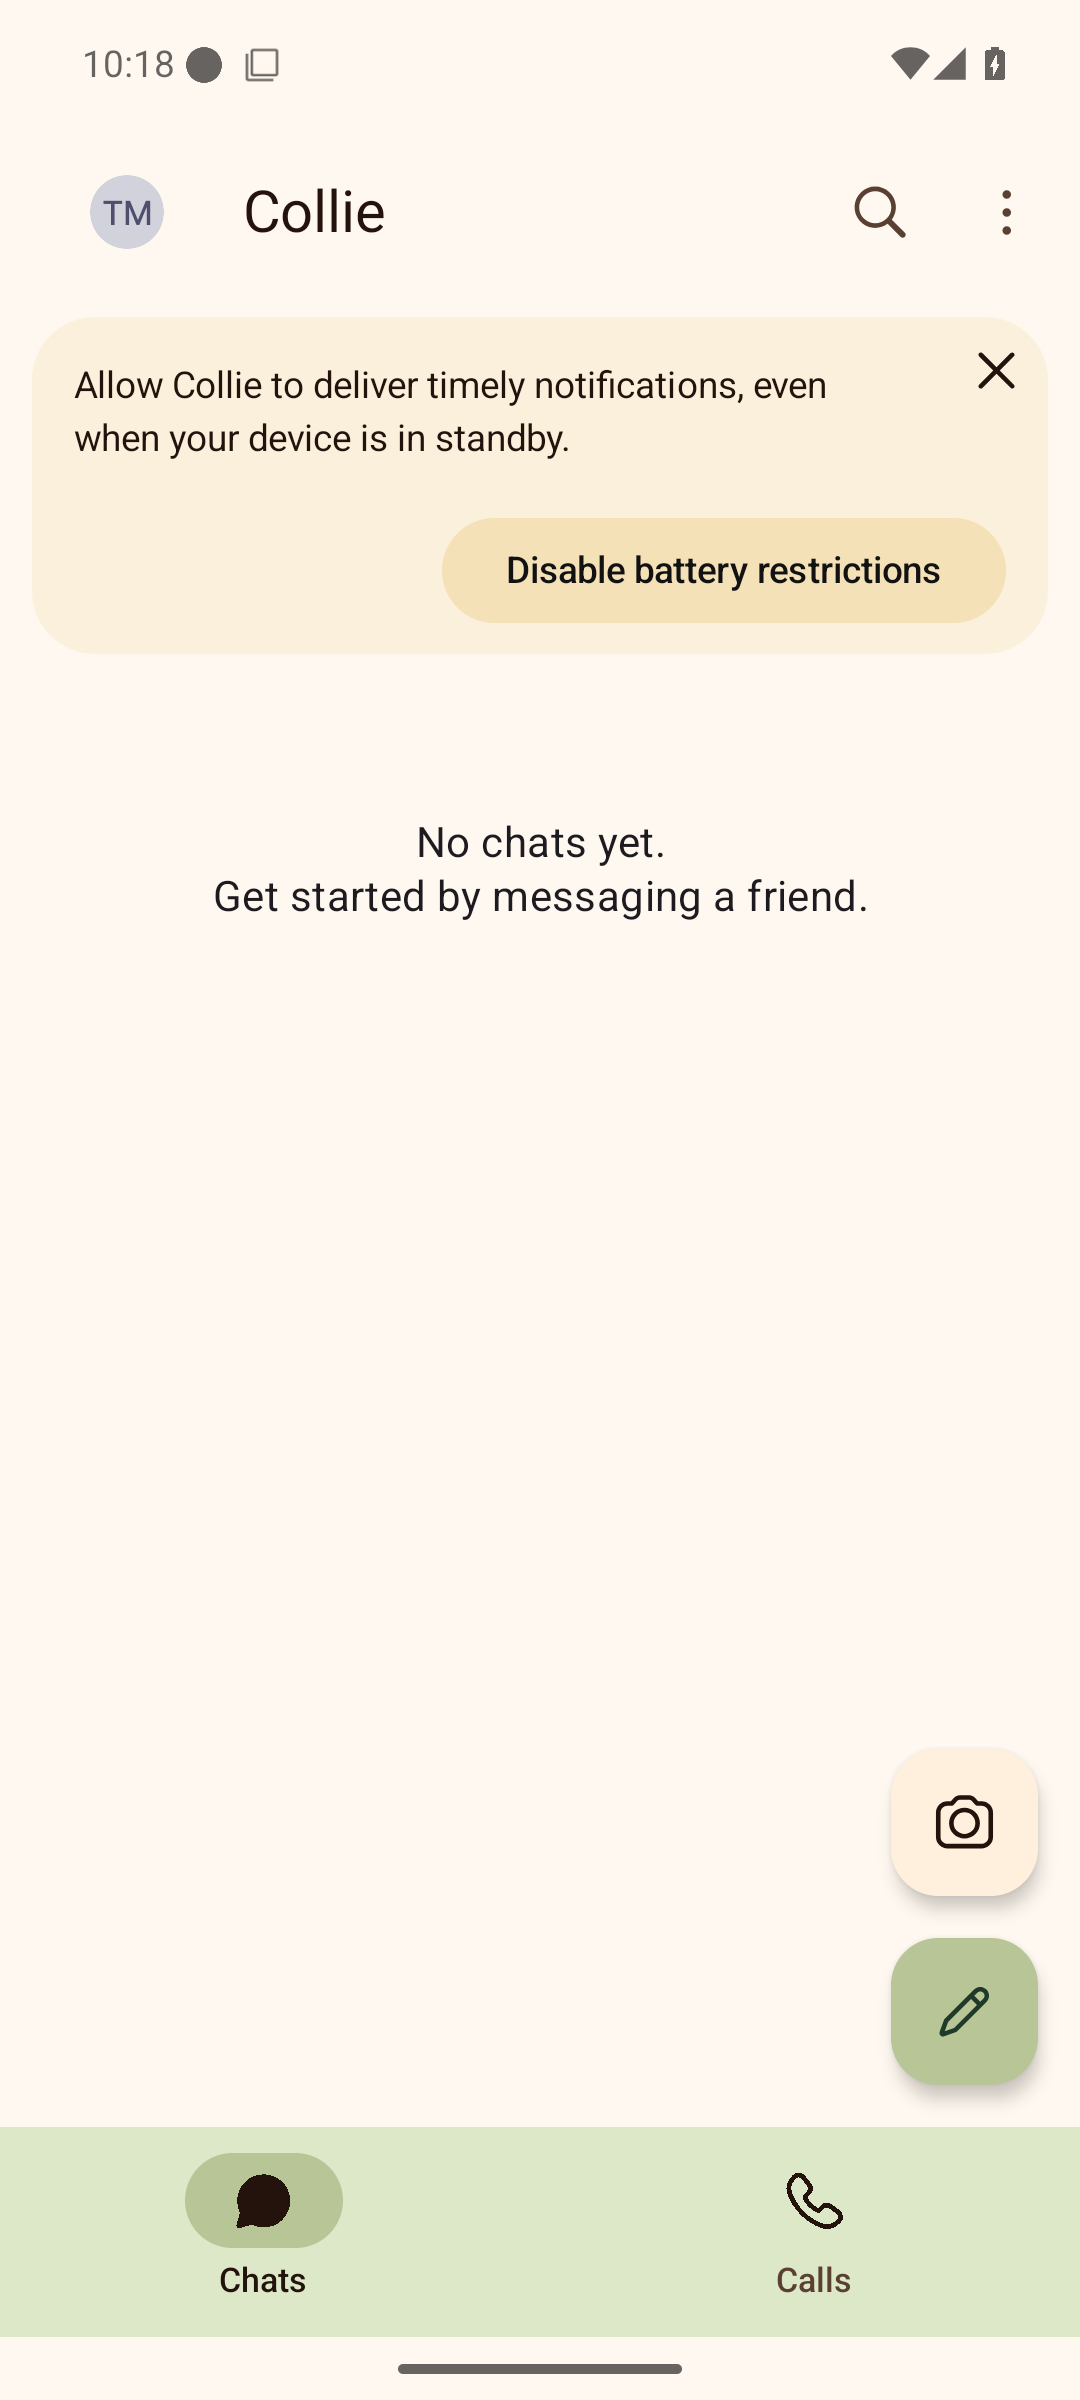 10:18
TM
Collie
Allow Collie to deliver timely notifications, even
when your device is in standby.
Disable battery restrictions
No chats yet.
Get started by messaging a friend.
Chats
Calls